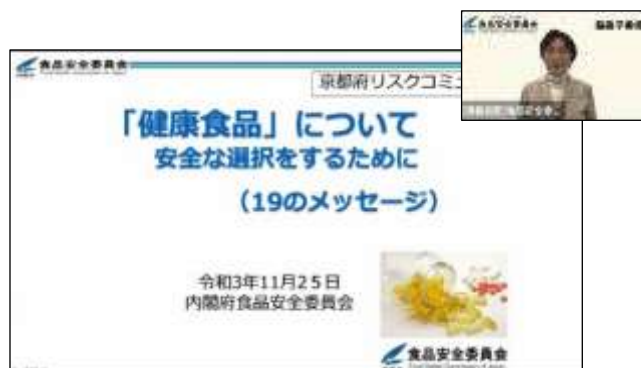 食品安全委員会
京都府リスクコミュ
「健康食品」について
安全な選択をするために
（19のメッセージ）
令和3年11月25日
内閣府食品安全委員会
食品安全委員会
食品安全委員会